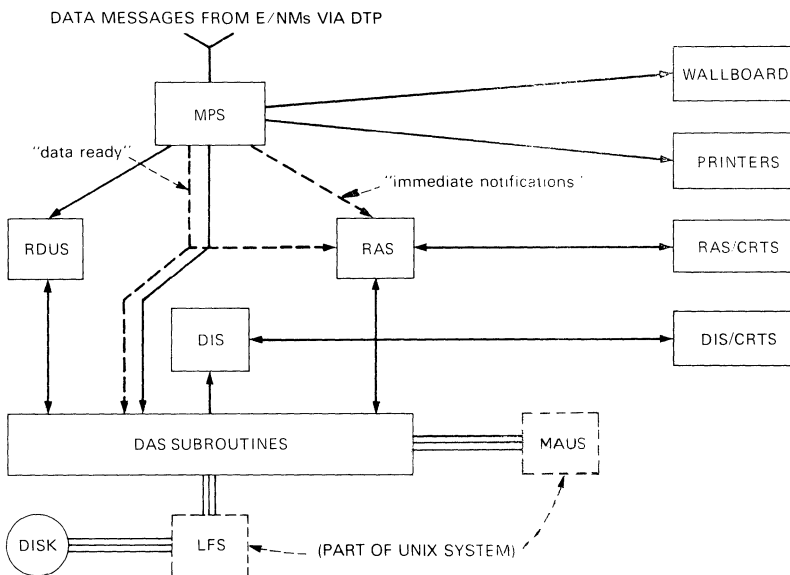 DATA MESSAGES FROM E/NMs VIA DTP
WALLBOARD
MPS
"data ready"
PRINTERS
"immediate notifications"
RDUS
RAS
RAS/CRTS
DIS
DIS/CRTS
DAS SUBROUTINES
MAUS
DISK
LFS
(PART OF UNIX SYSTEM)